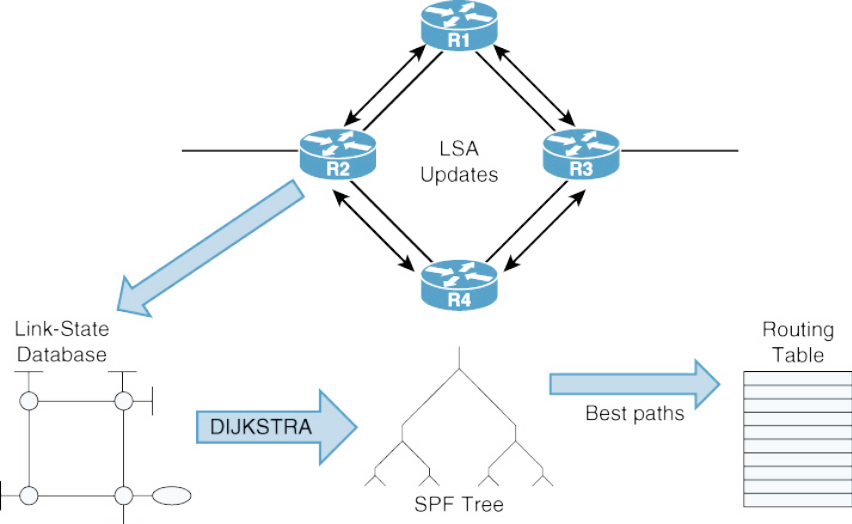 R1
R2
LSA
Updates
R3
R4
Link-State
Database
DIJKSTRA
SPF Tree
Best paths
Routing
Table